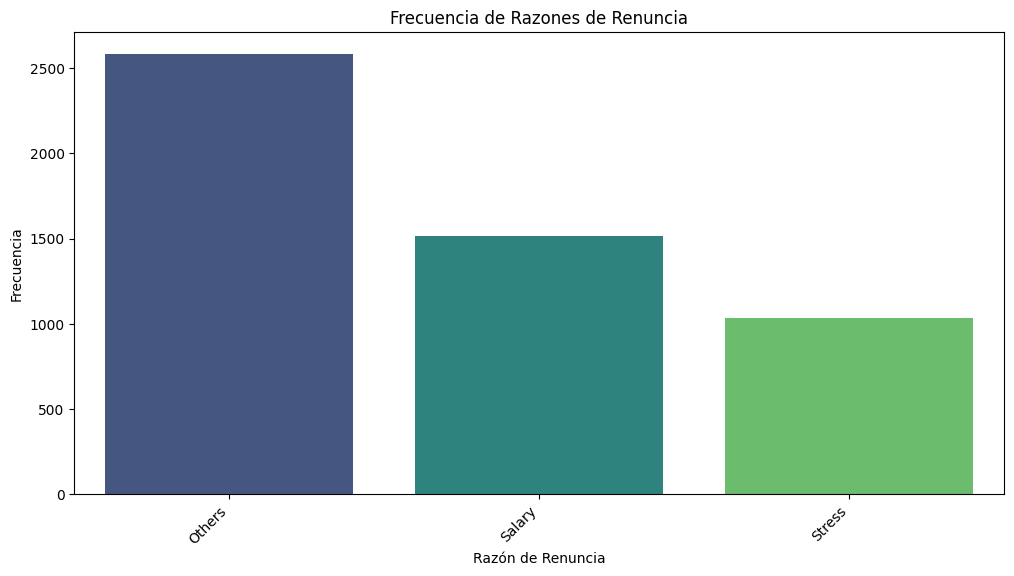 Frecuencia de Razones de Renuncia
Frecuencia
2500
2000
1500
1000
500
0
Others
Salary
Stress
Razón de Renuncia